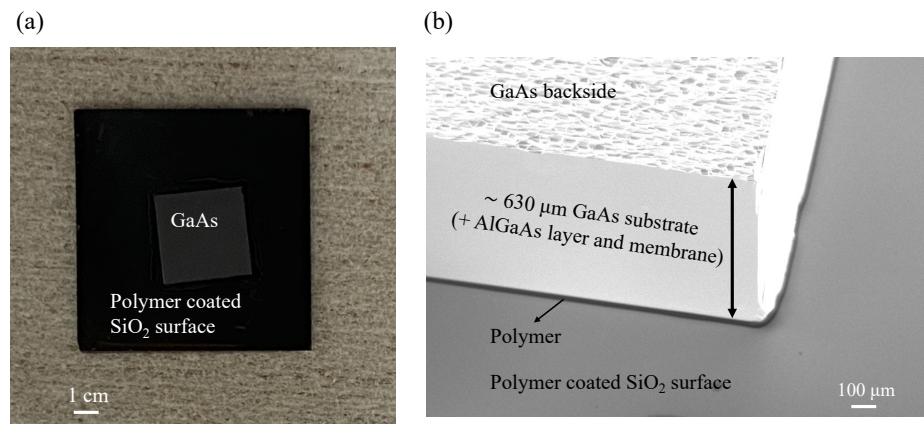 (a)
GaAs
Polymer coated
SiO₂ surface
1 cm
(b)
GaAs backside
~ 630 μm GaAs substrate
(+ AlGaAs layer and membrane)
Polymer
Polymer coated SiO₂ surface
100 μm